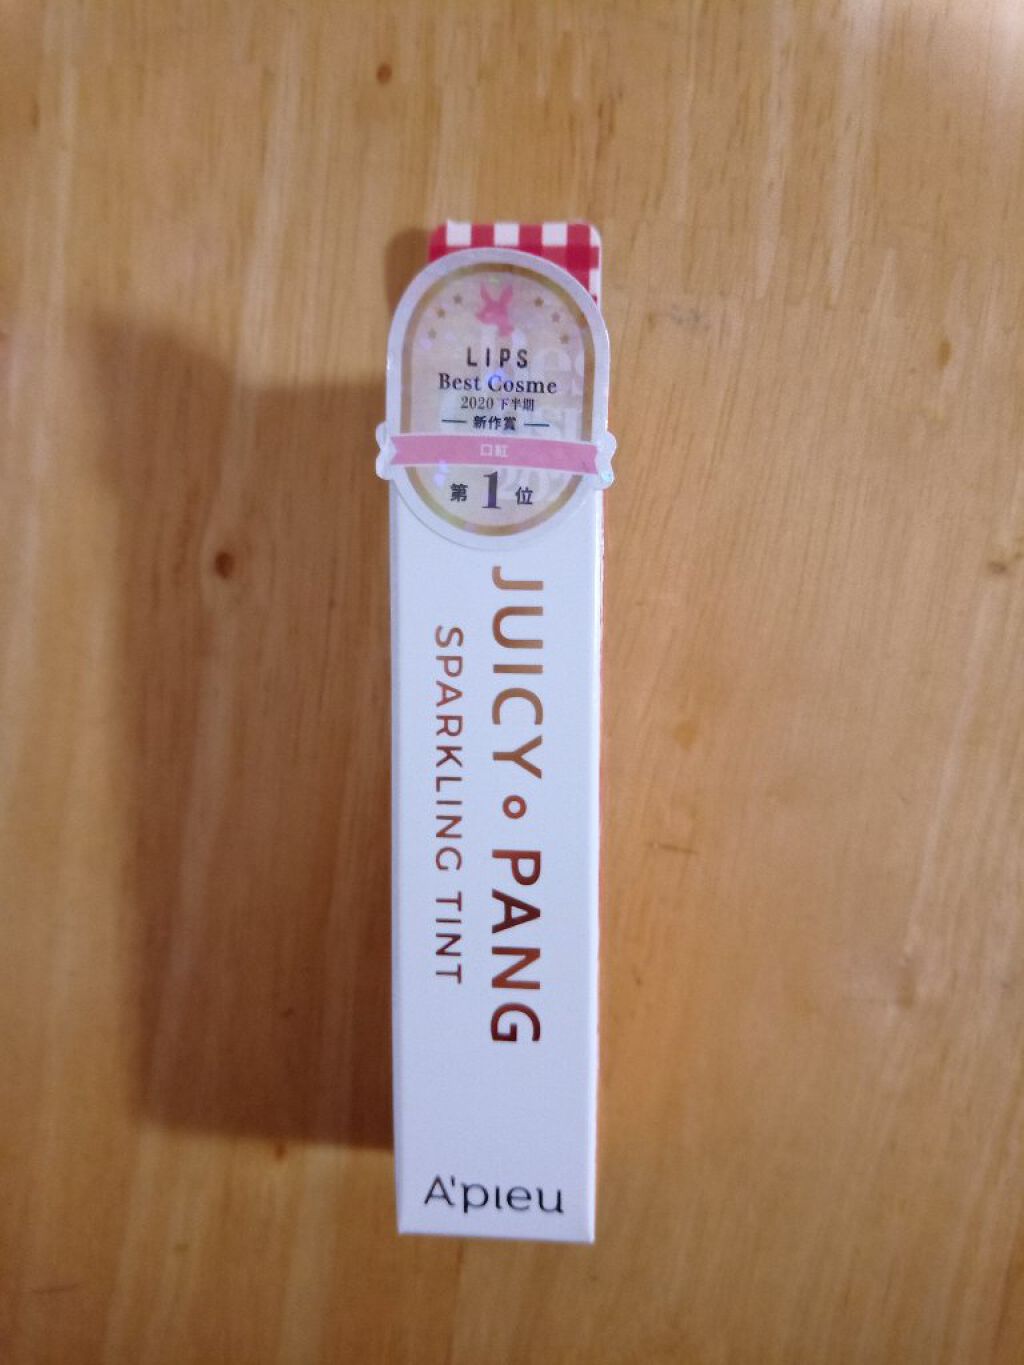 LIPS
Best Cosme
2020 下半期
新作賞
口紅
第 1 位
JUICY PANG
SPARKLING TINT
A'pieu